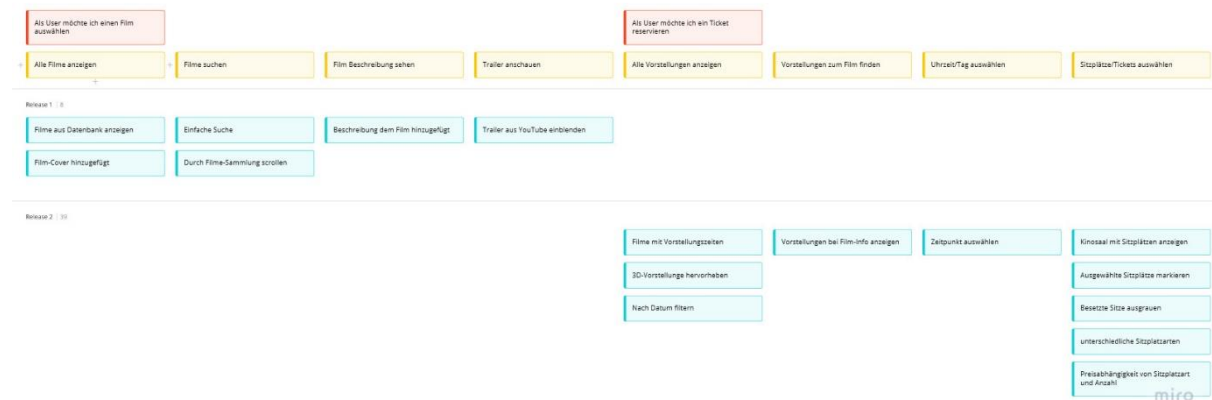 Als User möchte ich einen Film
auswählen
Als User möchte ich ein Ticket
reservieren
Alle Filme anzeigen
Filme suchen
Film Beschreibung sehen
Trailer anschauen
Alle Vorstellungen anzeigen
Vorstellungen zum Film finden
Uhrzeit/Tag auswählen
Sitzplätze/Tickets auswählen
Release 1
Filme aus Datenbank anzeigen
Einfache Suche
Beschreibung dem Film hinzugefügt
Trailer aus YouTube einblenden
Film-Cover hinzugefügt
Durch Filme-Sammlung scrollen
Release 2
Filme mit Vorstellungszeiten
Vorstellungen bei Film-Info anzeigen
Zeitpunkt auswählen
Kinosaal mit Sitzplätzen anzeigen
3D-Vorstellunge hervorheben
Ausgewählte Sitzplätze markieren
Nach Datum filtern
Besetzte Sitze ausgrauen
unterschiedliche Sitzplatzarten
Preisabhängigkeit von Sitzplatzart
und Anzahl
miro